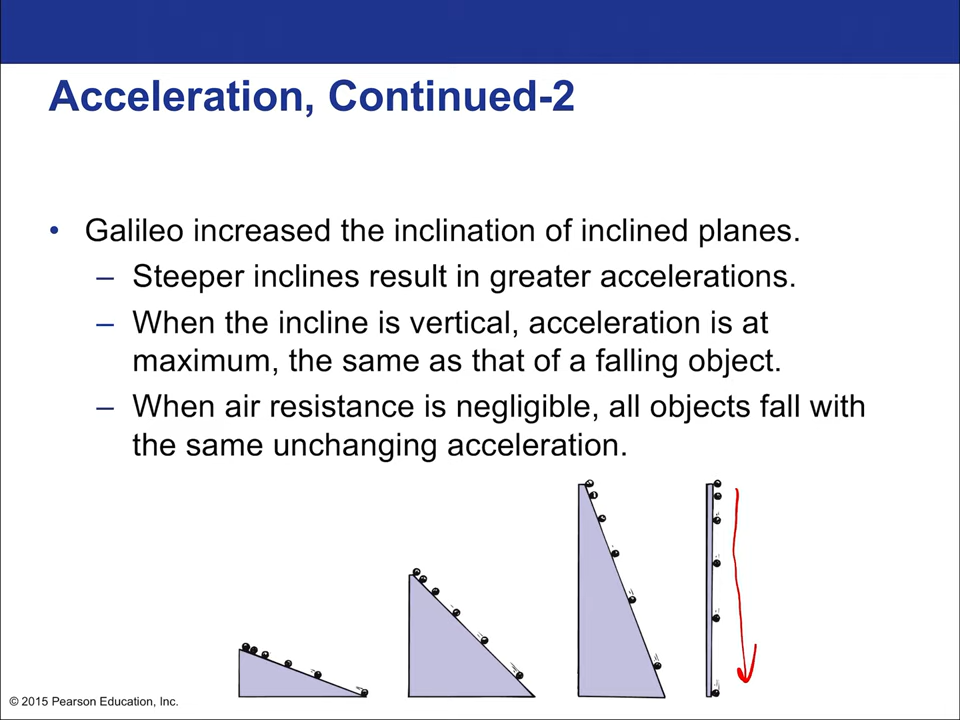 Acceleration, Continued-2
• Galileo increased the inclination of inclined planes.
– Steeper inclines result in greater accelerations.
– When the incline is vertical, acceleration is at
maximum, the same as that of a falling object.
– When air resistance is negligible, all objects fall with
the same unchanging acceleration.
© 2015 Pearson Education, Inc.